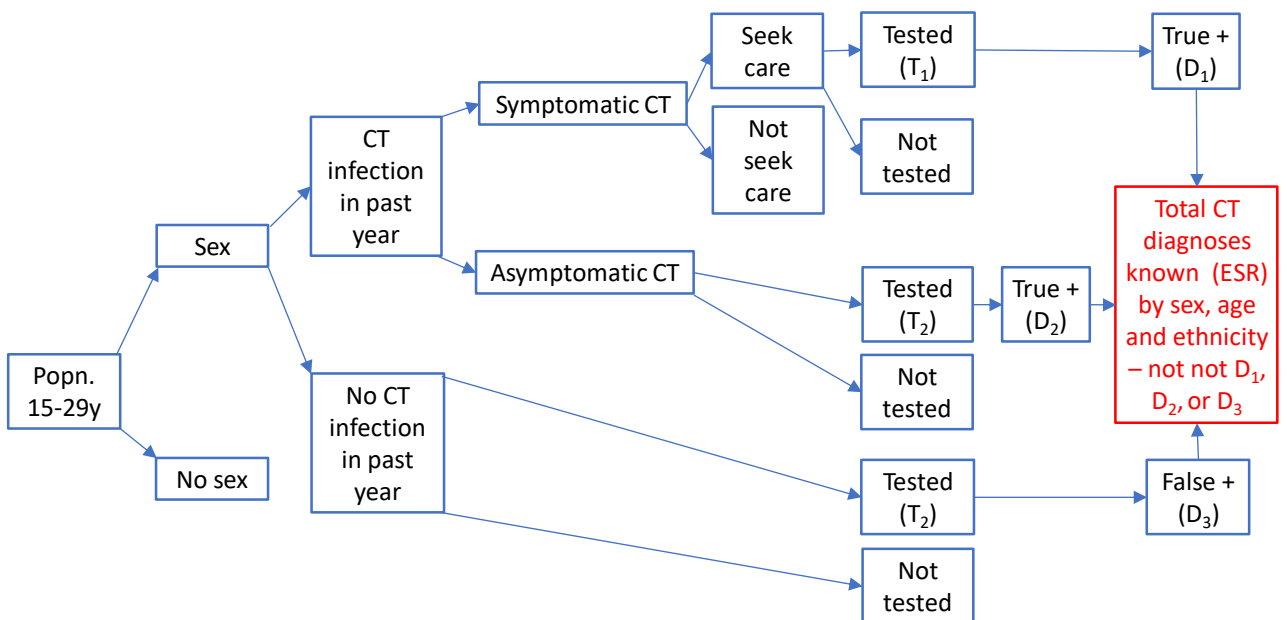 Seek
care
Tested
(T₁)
True +
(D₁)
Symptomatic CT
CT
infection
in past
year
Not
seek
care
Not
tested
Sex
Asymptomatic CT
Tested
(T₂)
True +
(D₂)
Total CT
diagnoses
known (ESR)
by sex, age
and ethnicity
– not not D₁,
D₂, or D₃
Popn.
15-29y
No CT
infection
in past
year
Not
tested
No sex
Tested
(T₂)
False +
(D₃)
Not
tested